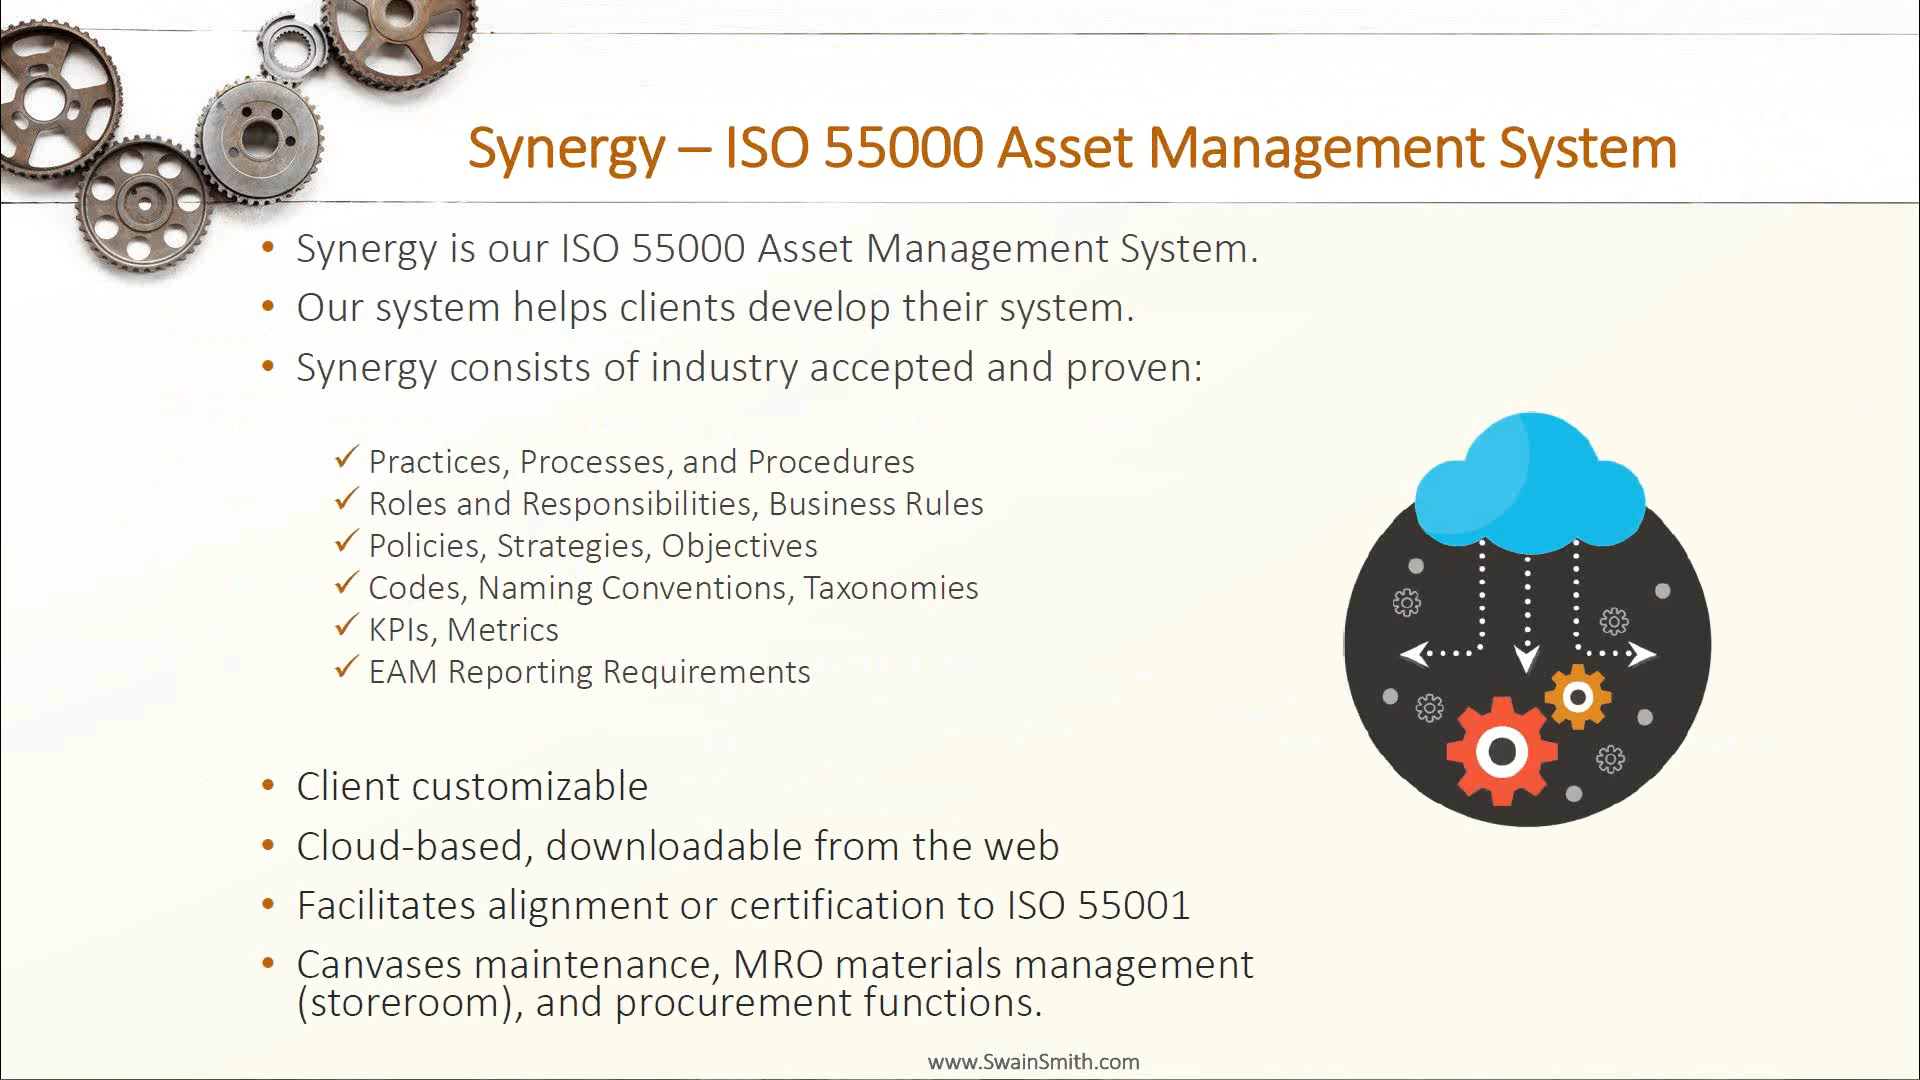 Synergy – ISO 55000 Asset Management System
• Synergy is our ISO 55000 Asset Management System.
• Our system helps clients develop their system.
• Synergy consists of industry accepted and proven:
✓ Practices, Processes, and Procedures
✓ Roles and Responsibilities, Business Rules
✓ Policies, Strategies, Objectives
✓ Codes, Naming Conventions, Taxonomies
✓ KPIs, Metrics
✓ EAM Reporting Requirements
• Client customizable
• Cloud-based, downloadable from the web
• Facilitates alignment or certification to ISO 55001
• Canvases maintenance, MRO materials management
(storeroom), and procurement functions.
www.SwainSmith.com